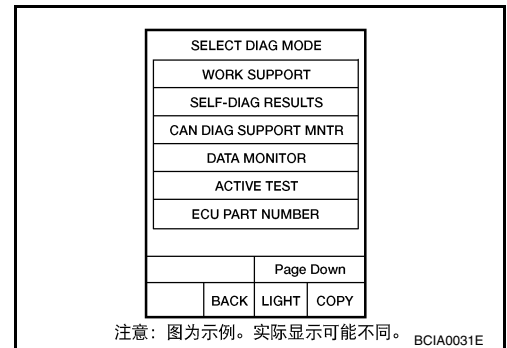 SELECT DIAG MODE
WORK SUPPORT
SELF-DIAG RESULTS
CAN DIAG SUPPORT MNTR
DATA MONITOR
ACTIVE TEST
ECU PART NUMBER
Page Down
BACK LIGHT COPY
注意：图为示例。实际显示可能不同。
BCIA0031E